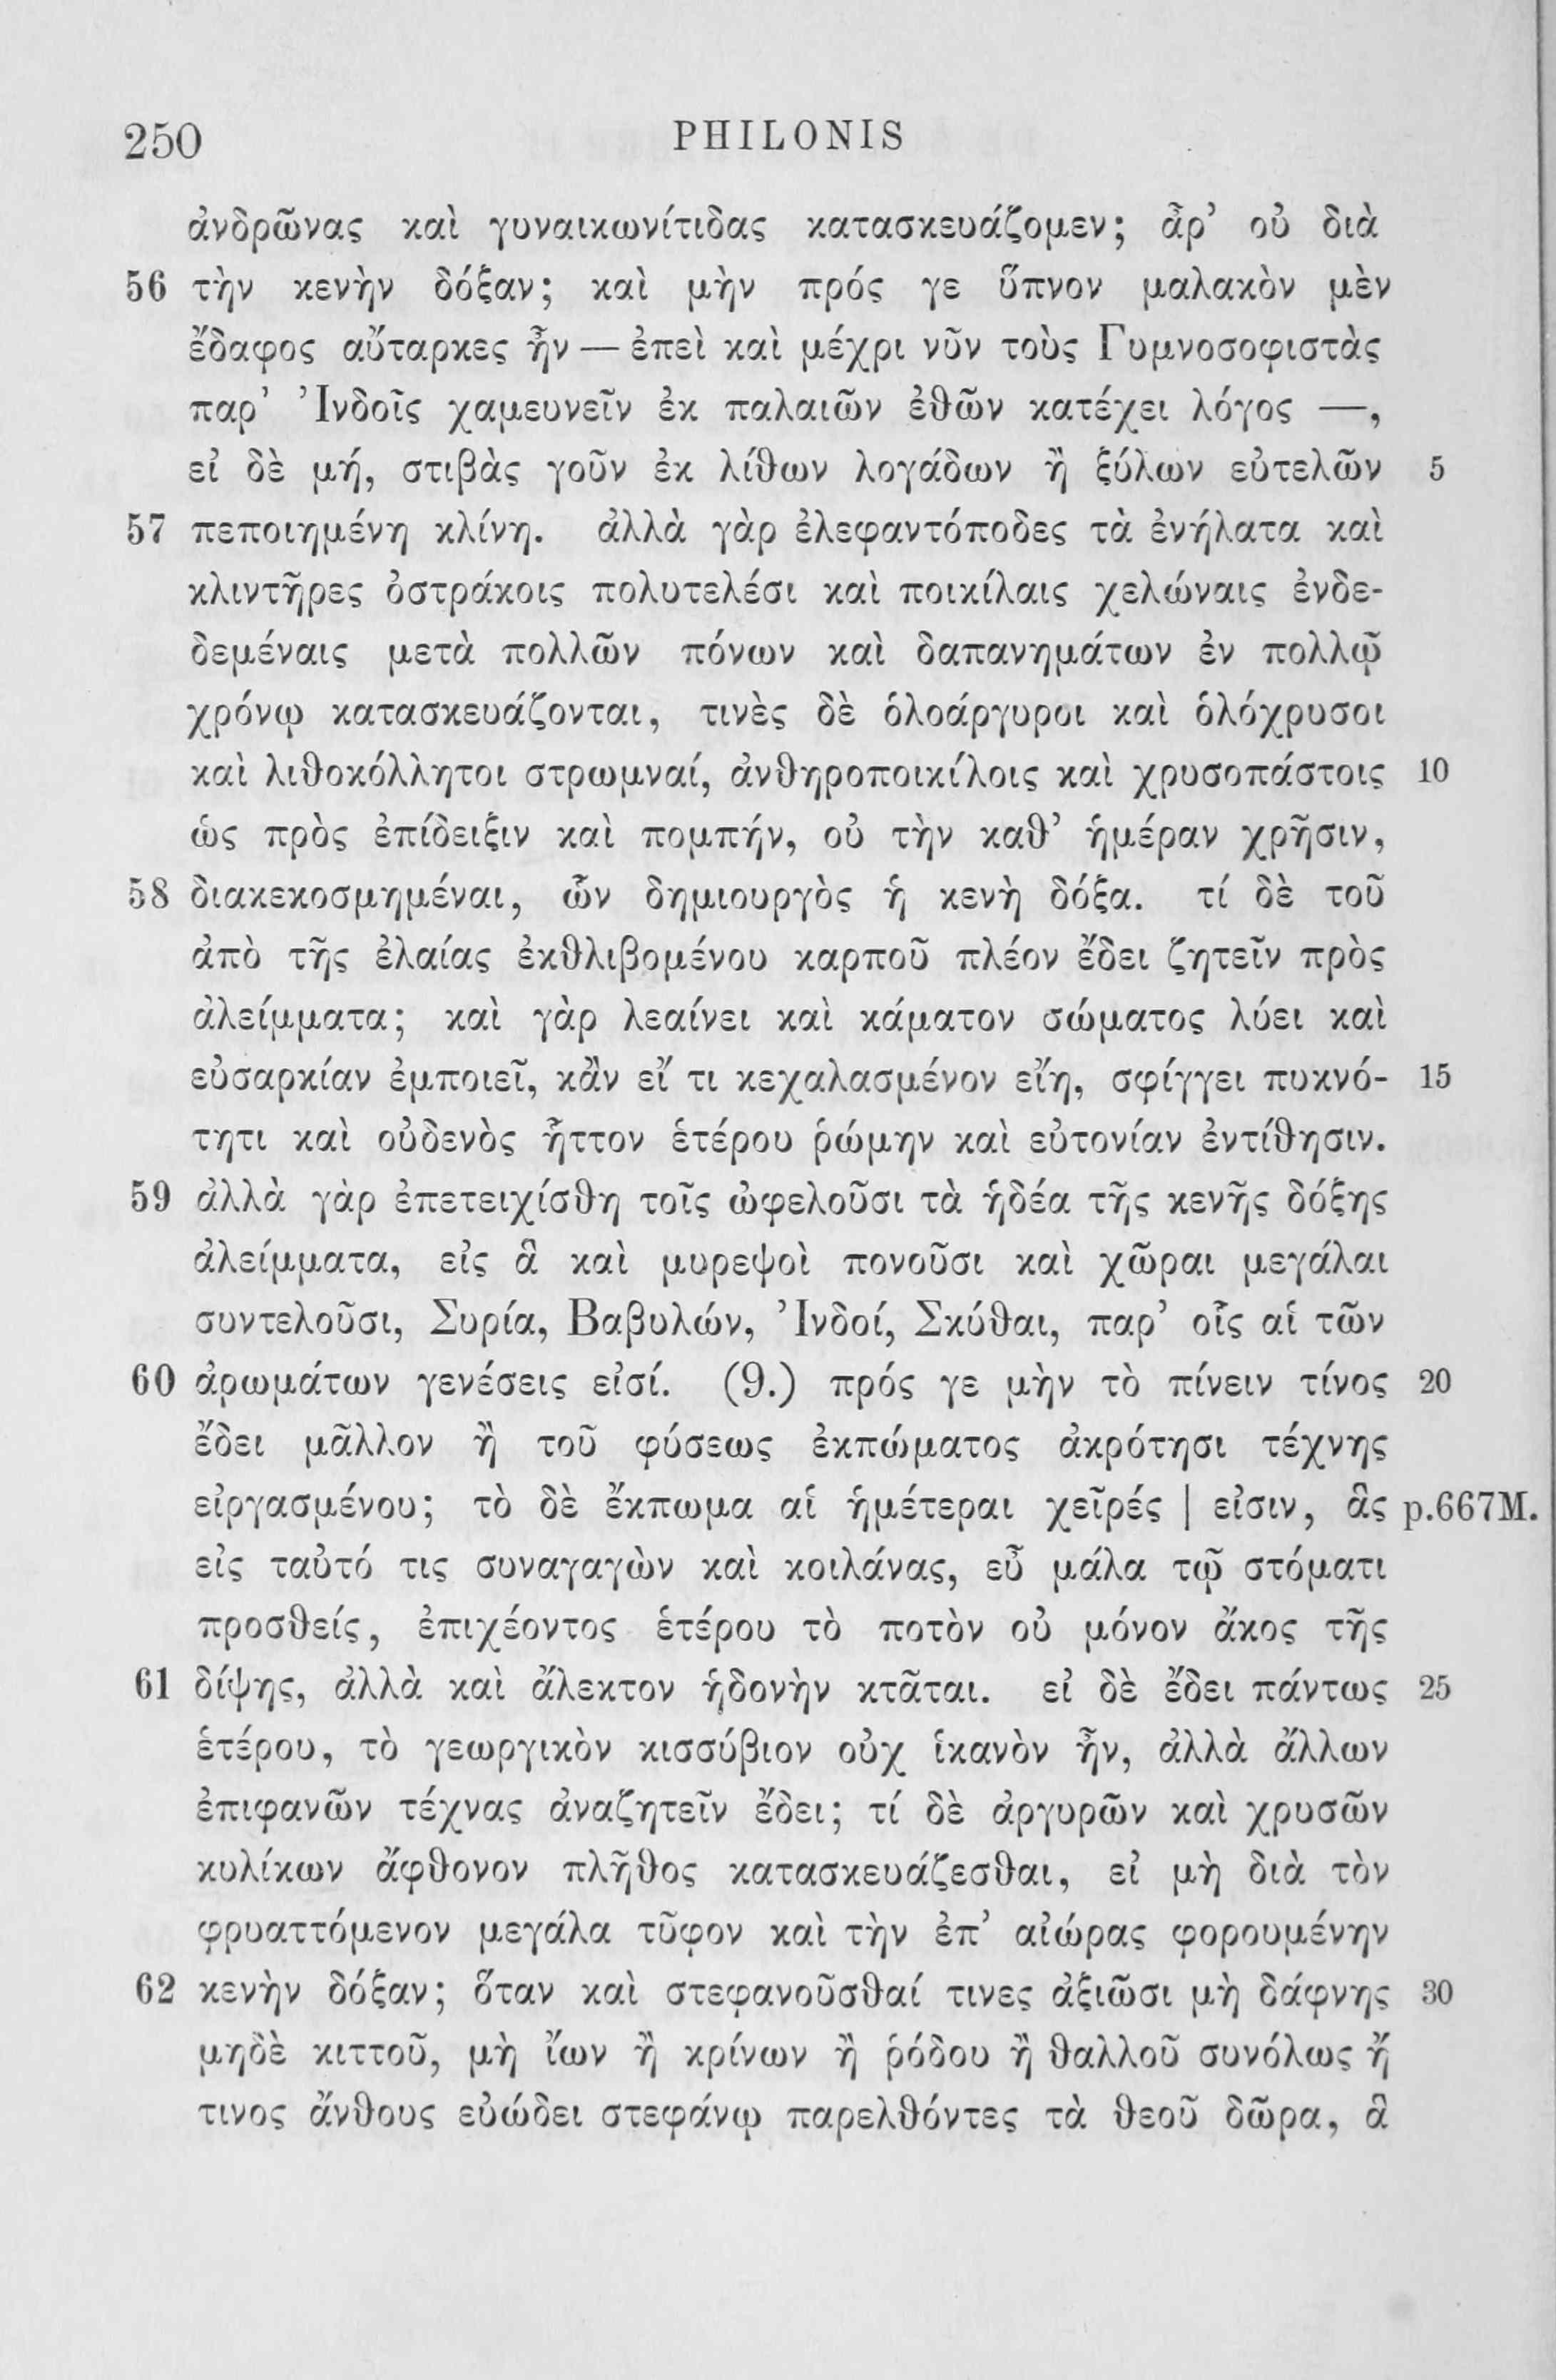 250 PHILONIS
ἀνδρῶνας καὶ γυναικωνίτιδας κατασκευάζομεν; ἆρ’ οὐ διὰ
56 τὴν κενὴν δόξαν; καὶ μὴν πρός γε ὕπνον μαλακὸν μὲν
ἔδαφος αὔταρκες ἦν — ἐπεὶ καὶ μέχρι νῦν τοὺς Γυμνοσοφιστὰς
παρ’ Ἰνδοῖς χαμευνεῖν ἐκ παλαιῶν ἐθῶν κατέχει λόγος —,
εἰ δὲ μή, στιβὰς γοῦν ἐκ λίθων λογάδων ἢ ξύλων εὐτελῶν 5
57 πεποιημένη κλίνη. ἀλλὰ γὰρ ἐλεφαντόποδες τὰ ἐνήλατα καὶ
κλιντῆρες ὀστράκοις πολυτελέσι καὶ ποικίλαις χελώναις ἐνδε-
δεμέναις μετὰ πολλῶν πόνων καὶ δαπανημάτων ἐν πολλῷ
χρόνῳ κατασκευάζονται, τινὲς δὲ ὁλοάργυροι καὶ ὁλόχρυσοι
καὶ λιθοκόλλητοι στρωμναί, ἀνθηροποικίλοις καὶ χρυσοπάστοις 10
ὡς πρὸς ἐπίδειξιν καὶ πομπήν, οὐ τὴν καθ’ ἡμέραν χρῆσιν,
58 διακεκοσμημέναι, ὧν δημιουργὸς ἡ κενὴ δόξα. τί δὲ τοῦ
ἀπὸ τῆς ἐλαίας ἐκθλιβομένου καρποῦ πλέον ἔδει ζητεῖν πρὸς
ἀλείμματα; καὶ γὰρ λεαίνει καὶ κάματον σώματος λύει καὶ
εὐσαρκίαν ἐμποιεῖ, κἂν εἴ τι κεχαλασμένον εἴη, σφίγγει πυκνό- 15
τητι καὶ οὐδενὸς ἧττον ἑτέρου ῥώμην καὶ εὐτονίαν ἐντίθησιν.
59 ἀλλὰ γὰρ ἐπετειχίσθη τοῖς ὠφελοῦσι τὰ ἡδέα τῆς κενῆς δόξης
ἀλείμματα, εἰς ἃ καὶ μυρεψοὶ πονοῦσι καὶ χῶραι μεγάλαι
συντελοῦσι, Συρία, Βαβυλών, Ἰνδοί, Σκύθαι, παρ’ οἷς αἱ τῶν
60 ἀρωμάτων γενέσεις εἰσί. (9.) πρός γε μὴν τὸ πίνειν τίνος 20
ἔδει μᾶλλον ἢ τοῦ φύσεως ἐκπώματος ἀκρότησι τέχνης
εἰργασμένου; τὸ δὲ ἔκπωμα αἱ ἡμέτεραι χεῖρές | εἰσιν, ἃς p.667M.
εἰς ταὐτό τις συναγαγὼν καὶ κοιλάνας, εὖ μάλα τῷ στόματι
προσθείς, ἐπιχέοντος ἑτέρου τὸ ποτὸν οὐ μόνον ἄκος τῆς
61 δίψης, ἀλλὰ καὶ ἄλεκτον ἡδονὴν κτᾶται. εἰ δὲ ἔδει πάντως 25
ἑτέρου, τὸ γεωργικὸν κισσύβιον οὐχ ἱκανὸν ἦν, ἀλλὰ ἄλλων
ἐπιφανῶν τέχνας ἀναζητεῖν ἔδει; τί δὲ ἀργυρῶν καὶ χρυσῶν
κυλίκων ἄφθονον πλῆθος κατασκευάζεσθαι, εἰ μὴ διὰ τὸν
φρυαττόμενον μεγάλα τῦφον καὶ τὴν ἐπ’ αἰώρας φορουμένην
62 κενὴν δόξαν; ὅταν καὶ στεφανοῦσθαί τινες ἀξιῶσι μὴ δάφνης 30
μηδὲ κιττοῦ, μὴ ἴων ἢ κρίνων ἢ ῥόδου ἢ θαλλοῦ συνόλως ἤ
τινος ἄνθους εὐώδει στεφάνῳ παρελθόντες τὰ θεοῦ δῶρα, ἃ